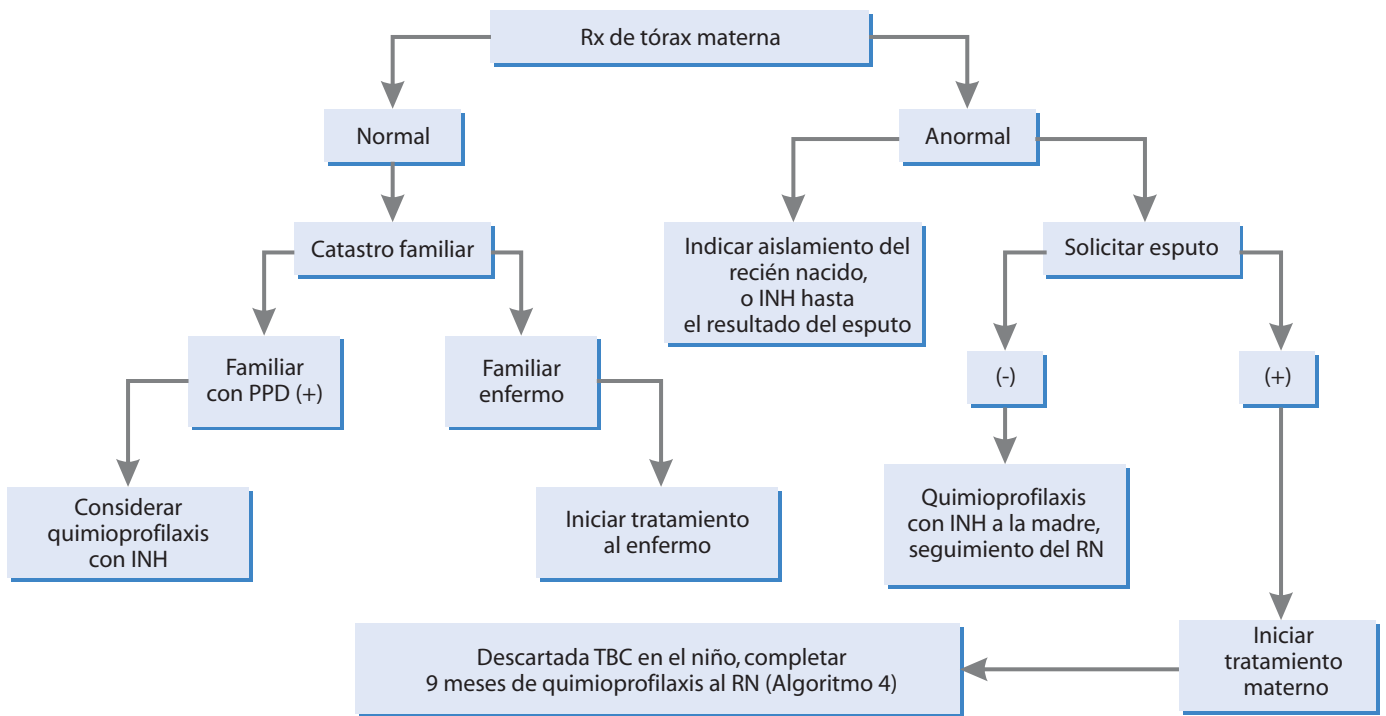 Rx de tórax materna
Normal
Anormal
Catastro familiar
Indicar aislamiento del
recién nacido,
o INH hasta
el resultado del esputo
Solicitar esputo
Familiar
con PPD (+)
Familiar
enfermo
(-)
(+)
Considerar
quimioprofilaxis
con INH
Iniciar tratamiento
al enfermo
Quimioprofilaxis
con INH a la madre,
seguimiento del RN
Descartada TBC en el niño, completar
9 meses de quimioprofilaxis al RN (Algoritmo 4)
Iniciar
tratamiento
materno